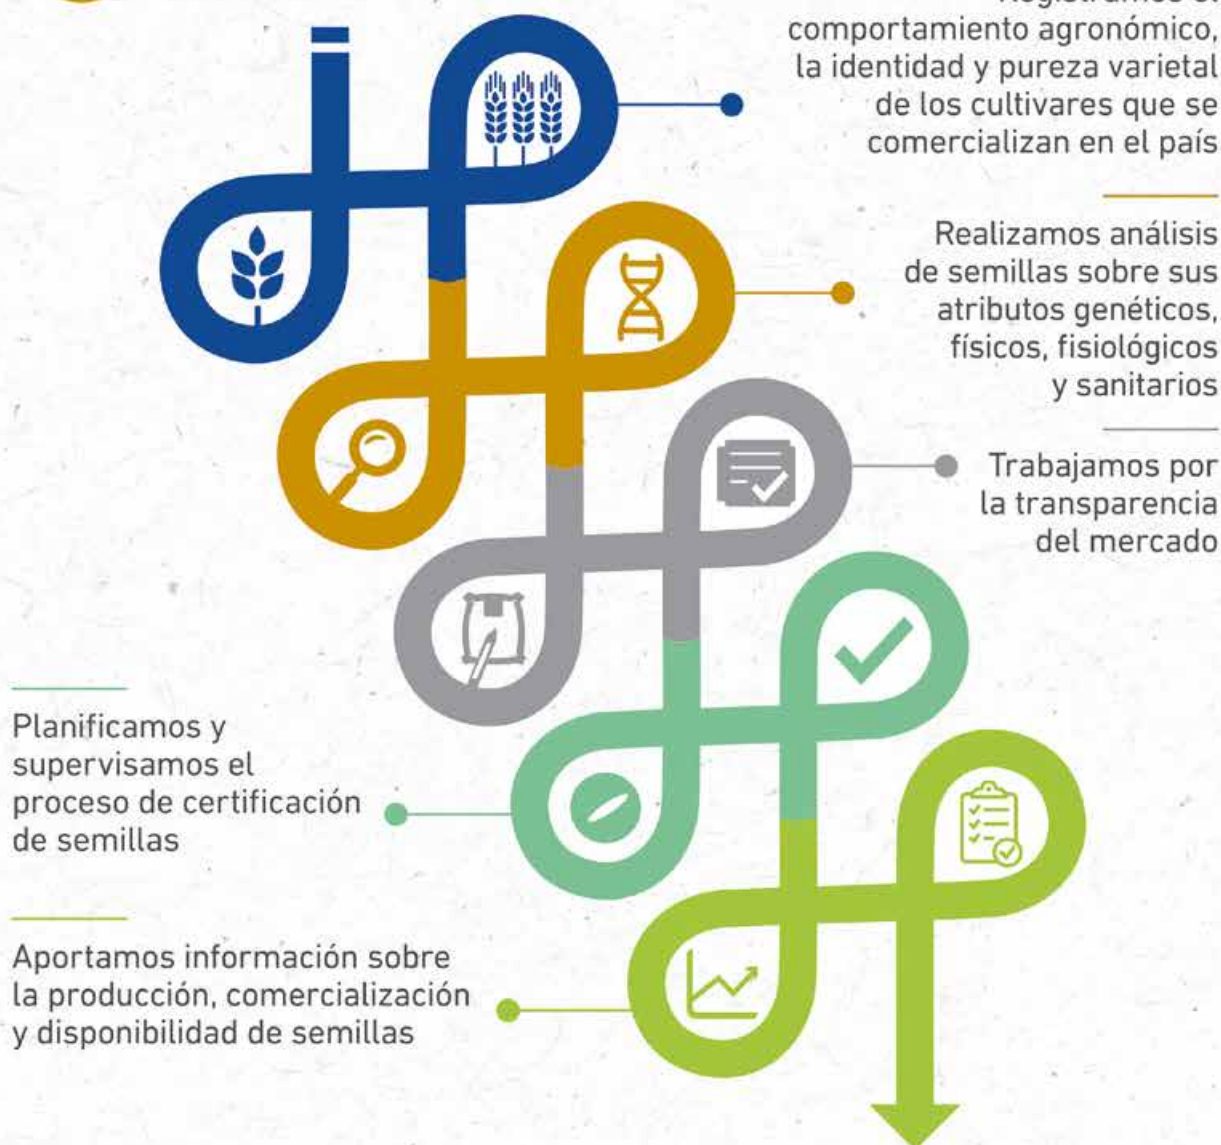 comportamiento agronómico,
la identidad y pureza varietal
de los cultivares que se
comercializan en el país
Realizamos análisis
de semillas sobre sus
atributos genéticos,
físicos, fisiológicos
y sanitarios
Trabajamos por
la transparencia
del mercado
Planificamos y
supervisamos el
proceso de certificación
de semillas
Aportamos información sobre
la producción, comercialización
y disponibilidad de semillas